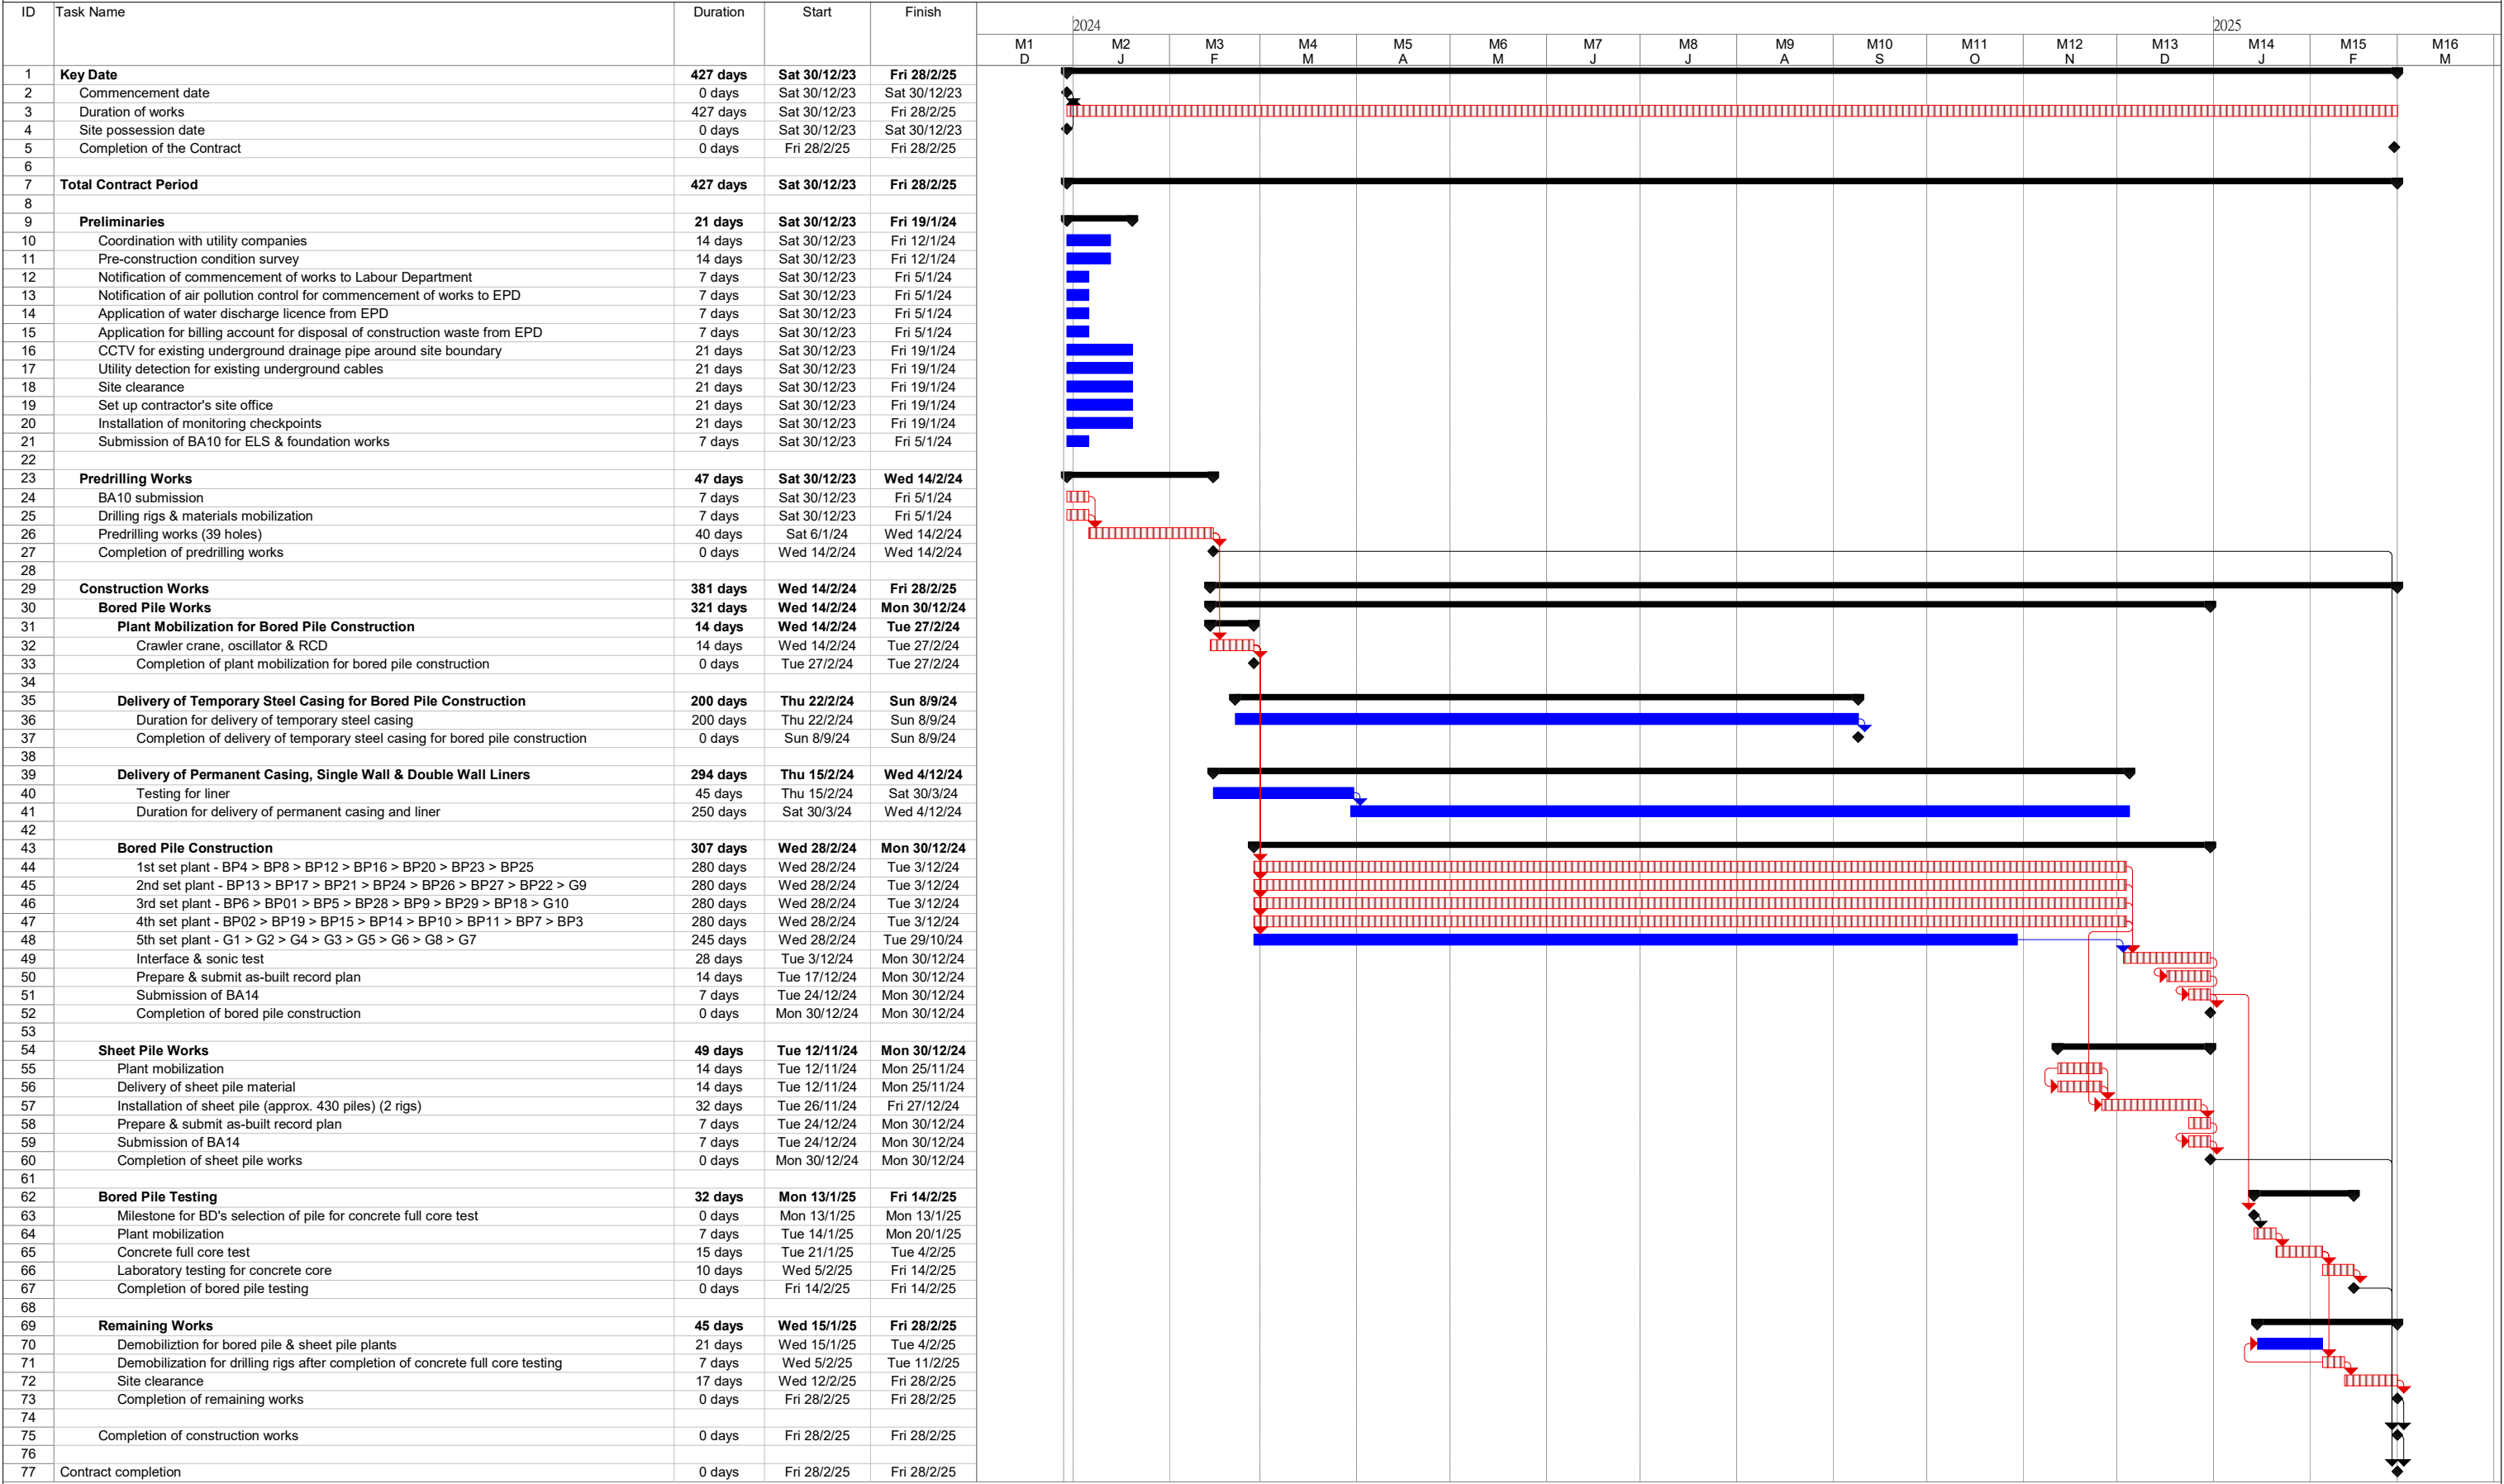 ID Task Name Duration Start Finish
2024 2025
M1 M2 M3 M4 M5 M6 M7 M8 M9 M10 M11 M12 M13 M14 M15 M16
D J F M A M J J A S O N D J F M
1 Key Date 427 days Sat 30/12/23 Fri 28/2/25
2 Commencement date 0 days Sat 30/12/23 Sat 30/12/23
3 Duration of works 427 days Sat 30/12/23 Fri 28/2/25
4 Site possession date 0 days Sat 30/12/23 Sat 30/12/23
5 Completion of the Contract 0 days Fri 28/2/25 Fri 28/2/25
6
7 Total Contract Period 427 days Sat 30/12/23 Fri 28/2/25
8
9 Preliminaries 21 days Sat 30/12/23 Fri 19/1/24
10 Coordination with utility companies 14 days Sat 30/12/23 Fri 12/1/24
11 Pre-construction condition survey 14 days Sat 30/12/23 Fri 12/1/24
12 Notification of commencement of works to Labour Department 7 days Sat 30/12/23 Fri 5/1/24
13 Notification of air pollution control for commencement of works to EPD 7 days Sat 30/12/23 Fri 5/1/24
14 Application of water discharge licence from EPD 7 days Sat 30/12/23 Fri 5/1/24
15 Application for billing account for disposal of construction waste from EPD 7 days Sat 30/12/23 Fri 5/1/24
16 CCTV for existing underground drainage pipe around site boundary 21 days Sat 30/12/23 Fri 19/1/24
17 Utility detection for existing underground cables 21 days Sat 30/12/23 Fri 19/1/24
18 Site clearance 21 days Sat 30/12/23 Fri 19/1/24
19 Set up contractor's site office 21 days Sat 30/12/23 Fri 19/1/24
20 Installation of monitoring checkpoints 21 days Sat 30/12/23 Fri 19/1/24
21 Submission of BA10 for ELS & foundation works 7 days Sat 30/12/23 Fri 5/1/24
22
23 Predrilling Works 47 days Sat 30/12/23 Wed 14/2/24
24 BA10 submission 7 days Sat 30/12/23 Fri 5/1/24
25 Drilling rigs & materials mobilization 7 days Sat 30/12/23 Fri 5/1/24
26 Predrilling works (39 holes) 40 days Sat 6/1/24 Wed 14/2/24
27 Completion of predrilling works 0 days Wed 14/2/24 Wed 14/2/24
28
29 Construction Works 381 days Wed 14/2/24 Fri 28/2/25
30 Bored Pile Works 321 days Wed 14/2/24 Mon 30/12/24
31 Plant Mobilization for Bored Pile Construction 14 days Wed 14/2/24 Tue 27/2/24
32 Crawler crane, oscillator & RCD 14 days Wed 14/2/24 Tue 27/2/24
33 Completion of plant mobilization for bored pile construction 0 days Tue 27/2/24 Tue 27/2/24
34
35 Delivery of Temporary Steel Casing for Bored Pile Construction 200 days Thu 22/2/24 Sun 8/9/24
36 Duration for delivery of temporary steel casing 200 days Thu 22/2/24 Sun 8/9/24
37 Completion of delivery of temporary steel casing for bored pile construction 0 days Sun 8/9/24 Sun 8/9/24
38
39 Delivery of Permanent Casing, Single Wall & Double Wall Liners 294 days Thu 15/2/24 Wed 4/12/24
40 Testing for liner 45 days Thu 15/2/24 Sat 30/3/24
41 Duration for delivery of permanent casing and liner 250 days Sat 30/3/24 Wed 4/12/24
42
43 Bored Pile Construction 307 days Wed 28/2/24 Mon 30/12/24
44 1st set plant - BP4 > BP8 > BP12 > BP16 > BP20 > BP23 > BP25 280 days Wed 28/2/24 Tue 3/12/24
45 2nd set plant - BP13 > BP17 > BP21 > BP24 > BP26 > BP27 > BP22 > G9 280 days Wed 28/2/24 Tue 3/12/24
46 3rd set plant - BP6 > BP01 > BP5 > BP28 > BP9 > BP29 > BP18 > G10 280 days Wed 28/2/24 Tue 3/12/24
47 4th set plant - BP02 > BP19 > BP15 > BP14 > BP10 > BP11 > BP7 > BP3 280 days Wed 28/2/24 Tue 3/12/24
48 5th set plant - G1 > G2 > G4 > G3 > G5 > G6 > G8 > G7 245 days Wed 28/2/24 Tue 29/10/24
49 Interface & sonic test 28 days Tue 3/12/24 Mon 30/12/24
50 Prepare & submit as-built record plan 14 days Tue 17/12/24 Mon 30/12/24
51 Submission of BA14 7 days Tue 24/12/24 Mon 30/12/24
52 Completion of bored pile construction 0 days Mon 30/12/24 Mon 30/12/24
53
54 Sheet Pile Works 49 days Tue 12/11/24 Mon 30/12/24
55 Plant mobilization 14 days Tue 12/11/24 Mon 25/11/24
56 Delivery of sheet pile material 14 days Tue 12/11/24 Mon 25/11/24
57 Installation of sheet pile (approx. 430 piles) (2 rigs) 32 days Tue 26/11/24 Fri 27/12/24
58 Prepare & submit as-built record plan 7 days Tue 24/12/24 Mon 30/12/24
59 Submission of BA14 7 days Tue 24/12/24 Mon 30/12/24
60 Completion of sheet pile works 0 days Mon 30/12/24 Mon 30/12/24
61
62 Bored Pile Testing 32 days Mon 13/1/25 Fri 14/2/25
63 Milestone for BD's selection of pile for concrete full core test 0 days Mon 13/1/25 Mon 13/1/25
64 Plant mobilization 7 days Tue 14/1/25 Mon 20/1/25
65 Concrete full core test 15 days Tue 21/1/25 Tue 4/2/25
66 Laboratory testing for concrete core 10 days Wed 5/2/25 Fri 14/2/25
67 Completion of bored pile testing 0 days Fri 14/2/25 Fri 14/2/25
68
69 Remaining Works 45 days Wed 15/1/25 Fri 28/2/25
70 Demobiliztion for bored pile & sheet pile plants 21 days Wed 15/1/25 Tue 4/2/25
71 Demobilization for drilling rigs after completion of concrete full core testing 7 days Wed 5/2/25 Tue 11/2/25
72 Site clearance 17 days Wed 12/2/25 Fri 28/2/25
73 Completion of remaining works 0 days Fri 28/2/25 Fri 28/2/25
74
75 Completion of construction works 0 days Fri 28/2/25 Fri 28/2/25
76
77 Contract completion 0 days Fri 28/2/25 Fri 28/2/25